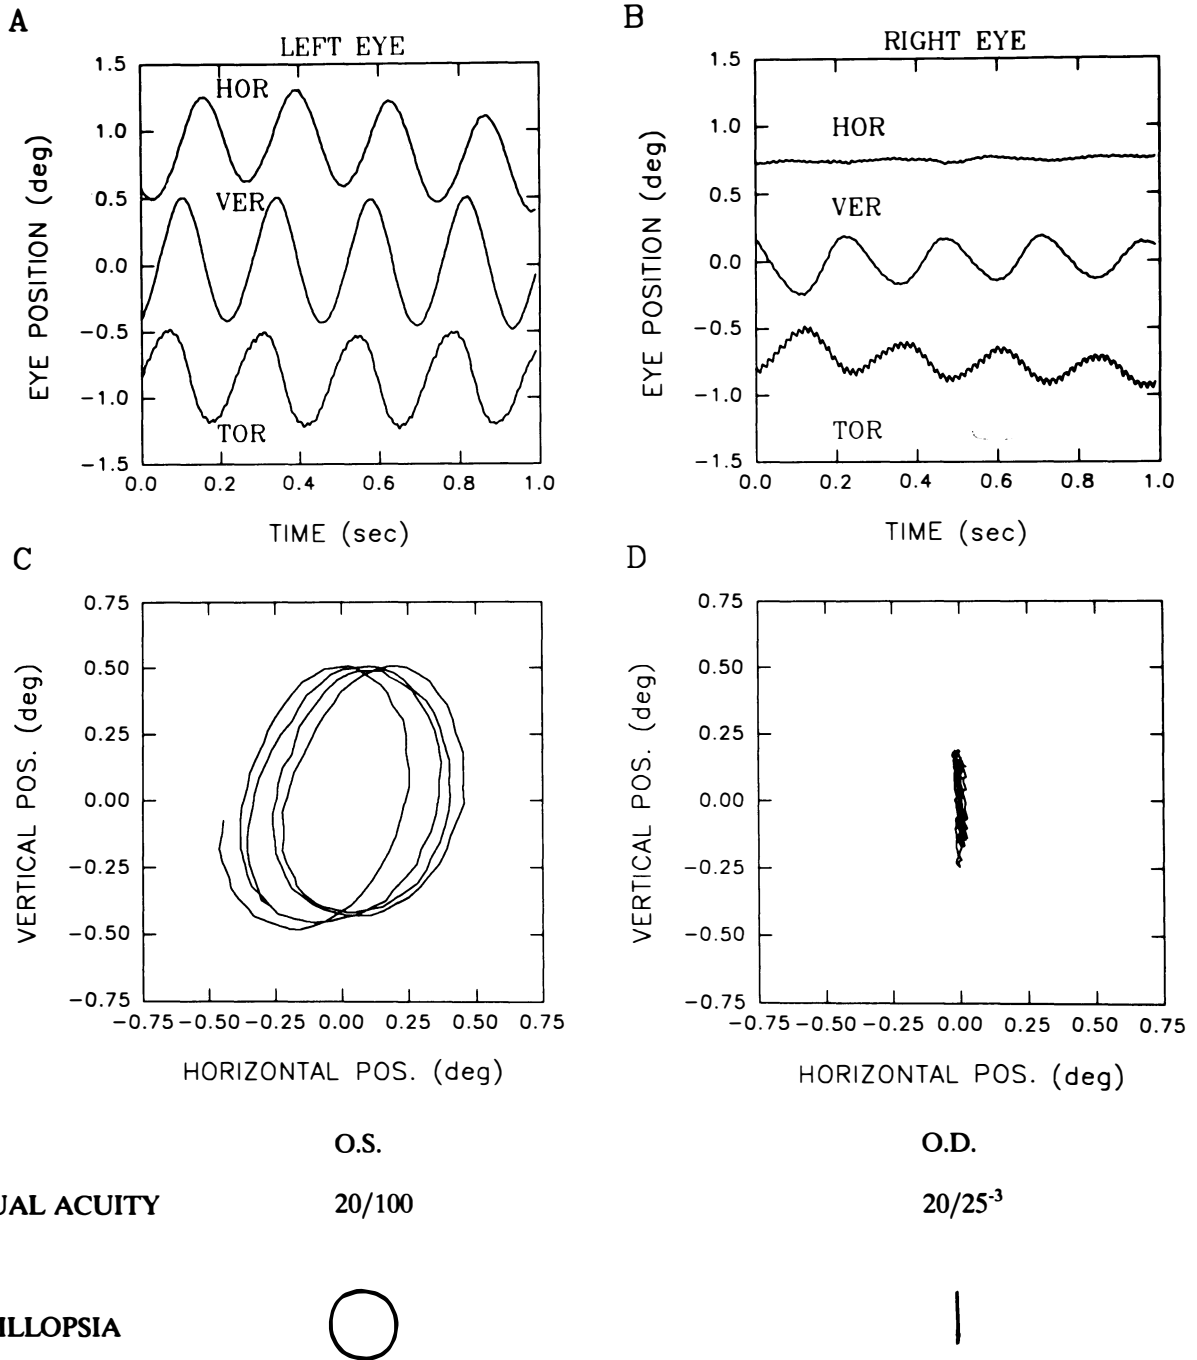 A
LEFT EYE
1.5
1.0
0.5
0.0
−0.5
−1.0
−1.5
HOR
VER
TOR
EYE POSITION (deg)
0.0 0.2 0.4 0.6 0.8 1.0
TIME (sec)
B
RIGHT EYE
1.5
1.0
0.5
0.0
−0.5
−1.0
−1.5
HOR
VER
TOR
EYE POSITION (deg)
0.0 0.2 0.4 0.6 0.8 1.0
TIME (sec)
C
0.75
0.50
0.25
0.00
−0.25
−0.50
−0.75
VERTICAL POS. (deg)
−0.75 −0.50 −0.25 0.00 0.25 0.50 0.75
HORIZONTAL POS. (deg)
D
0.75
0.50
0.25
0.00
−0.25
−0.50
−0.75
VERTICAL POS. (deg)
−0.75 −0.50 −0.25 0.00 0.25 0.50 0.75
HORIZONTAL POS. (deg)
O.S. O.D.
UAL ACUITY 20/100 20/25-3
ILLOPSIA